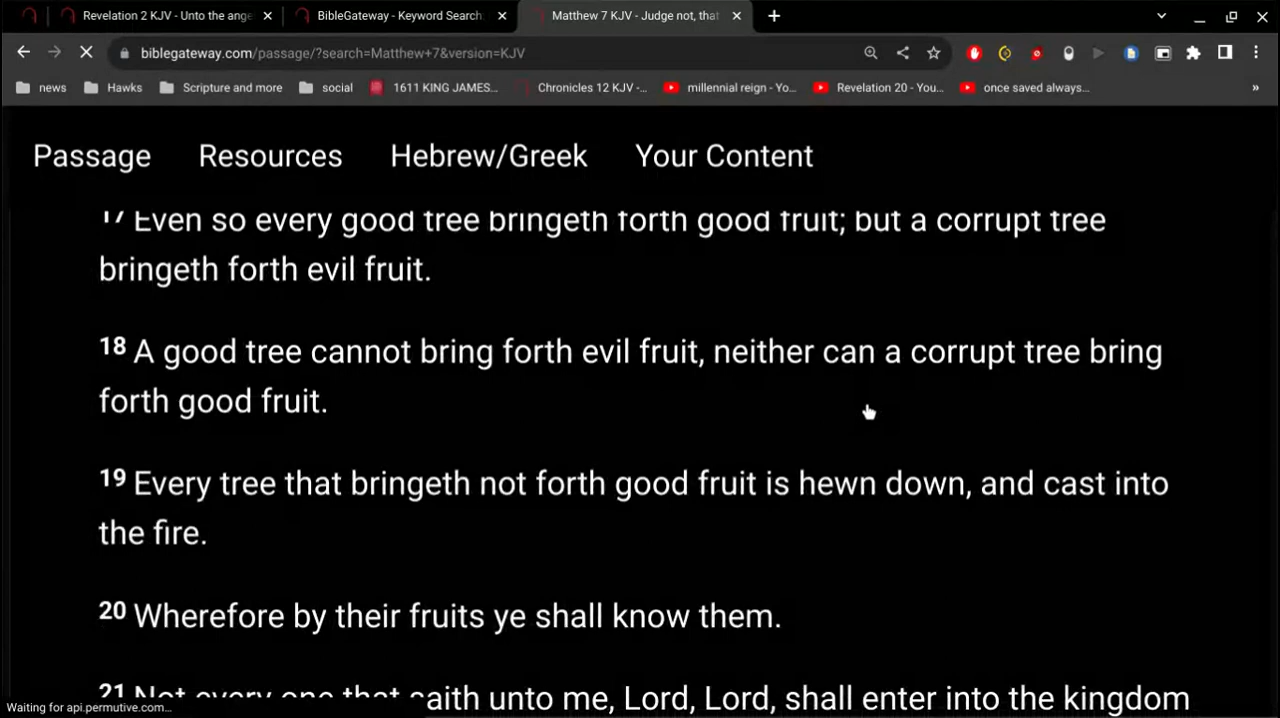 Revelation 2 KJV - Unto the ange
BibleGateway - Keyword Search
Matthew 7 KJV - Judge not, that
biblegateway.com/passage/?search=Matthew+7&version=KJV
news
Hawks
Scripture and more
social
1611 KING JAMES...
Chronicles 12 KJV -...
millennial reign - Yo...
Revelation 20 - You...
once saved always...
»
Passage
Resources
Hebrew/Greek
Your Content
17 Even so every good tree bringeth forth good fruit; but a corrupt tree
bringeth forth evil fruit.
18 A good tree cannot bring forth evil fruit, neither can a corrupt tree bring
forth good fruit.
19 Every tree that bringeth not forth good fruit is hewn down, and cast into
the fire.
20 Wherefore by their fruits ye shall know them.
21 Not every one that saith unto me, Lord, Lord, shall enter into the kingdom
Waiting for api.permutive.com...